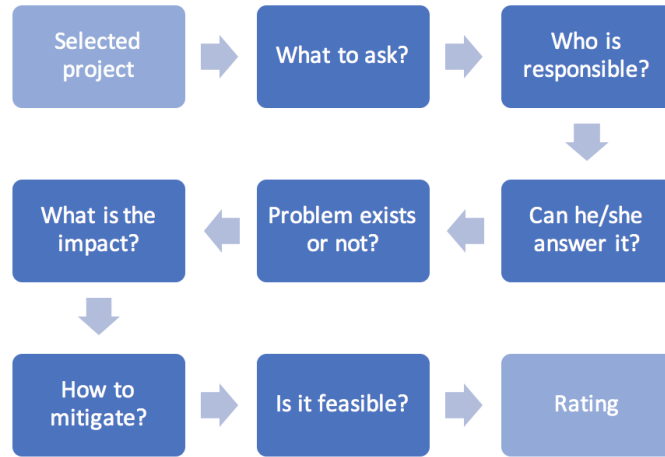 Selected
project
What to ask?
Who is
responsible?
Can he/she
answer it?
Problem exists
or not?
What is the
impact?
How to
mitigate?
Is it feasible?
Rating